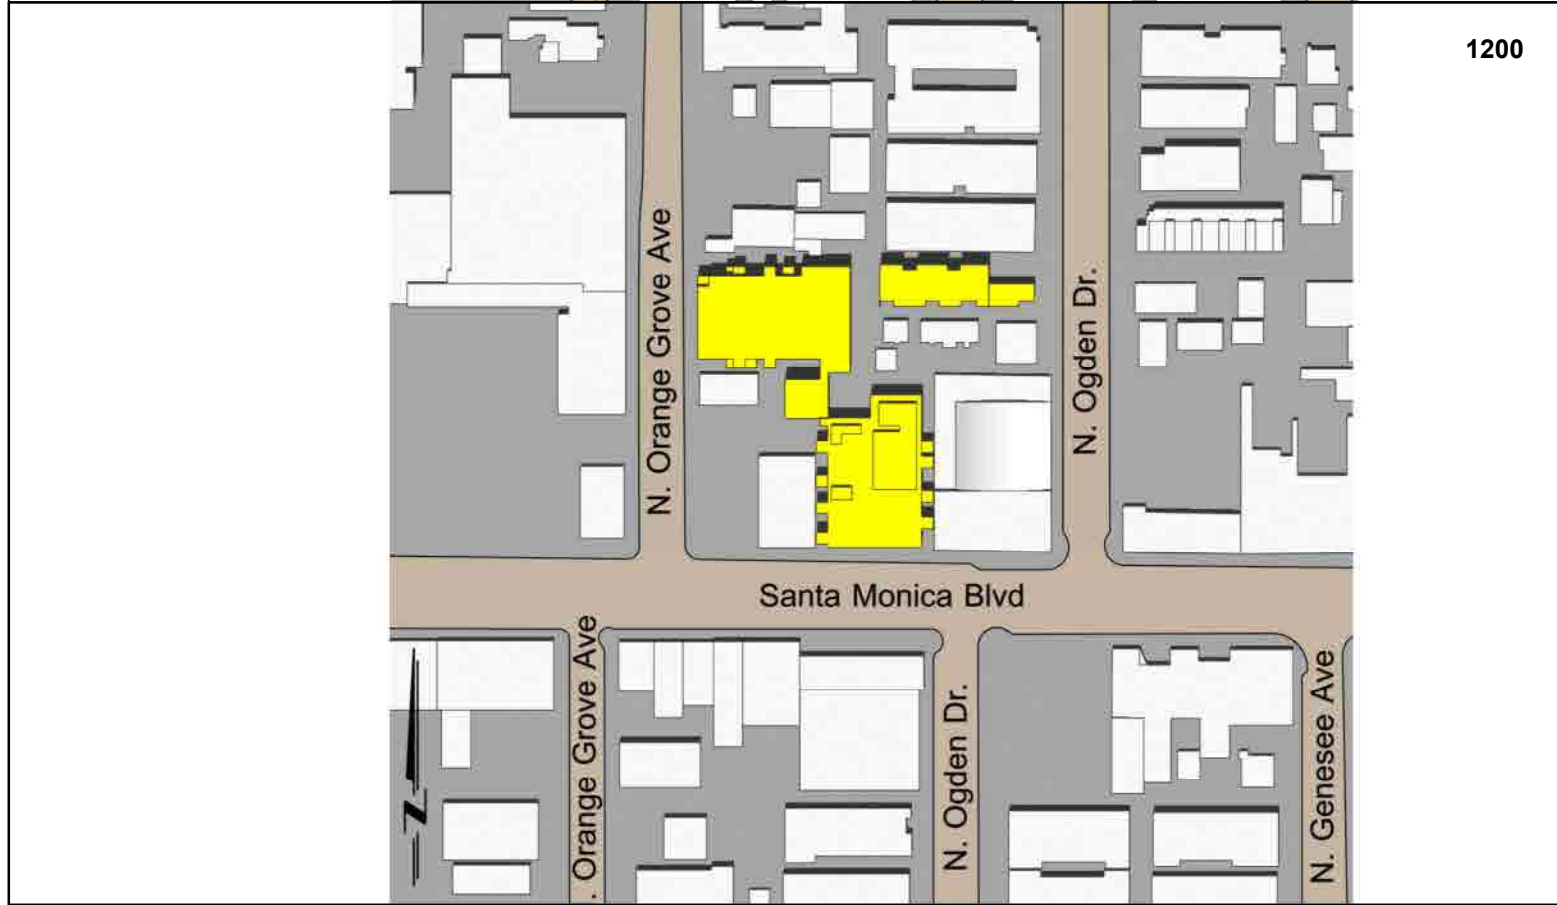 1200
N. Orange Grove Ave
N. Ogden Dr.
Santa Monica Blvd
. Orange Grove Ave
N. Ogden Dr.
N. Genesee Ave
N